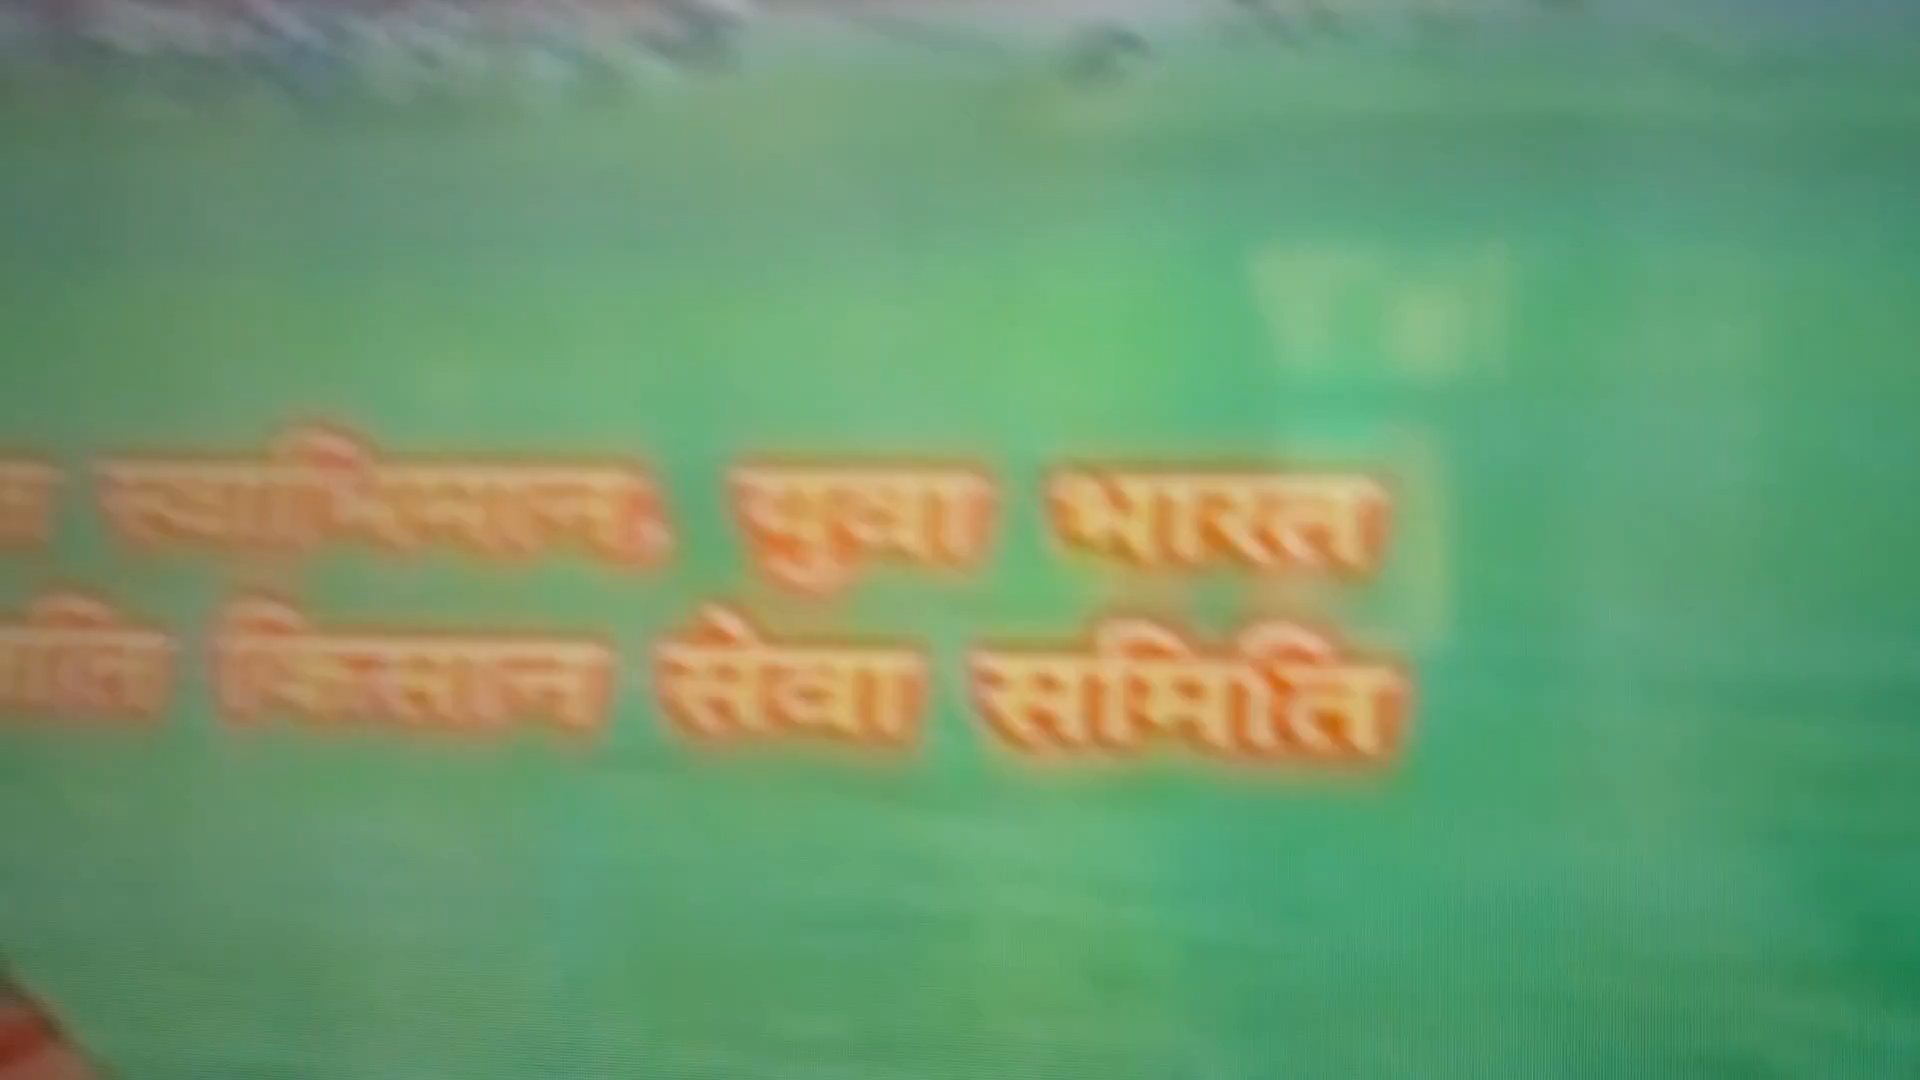 स्वाभिमान, युवा भारत
किसान सेवा समिति